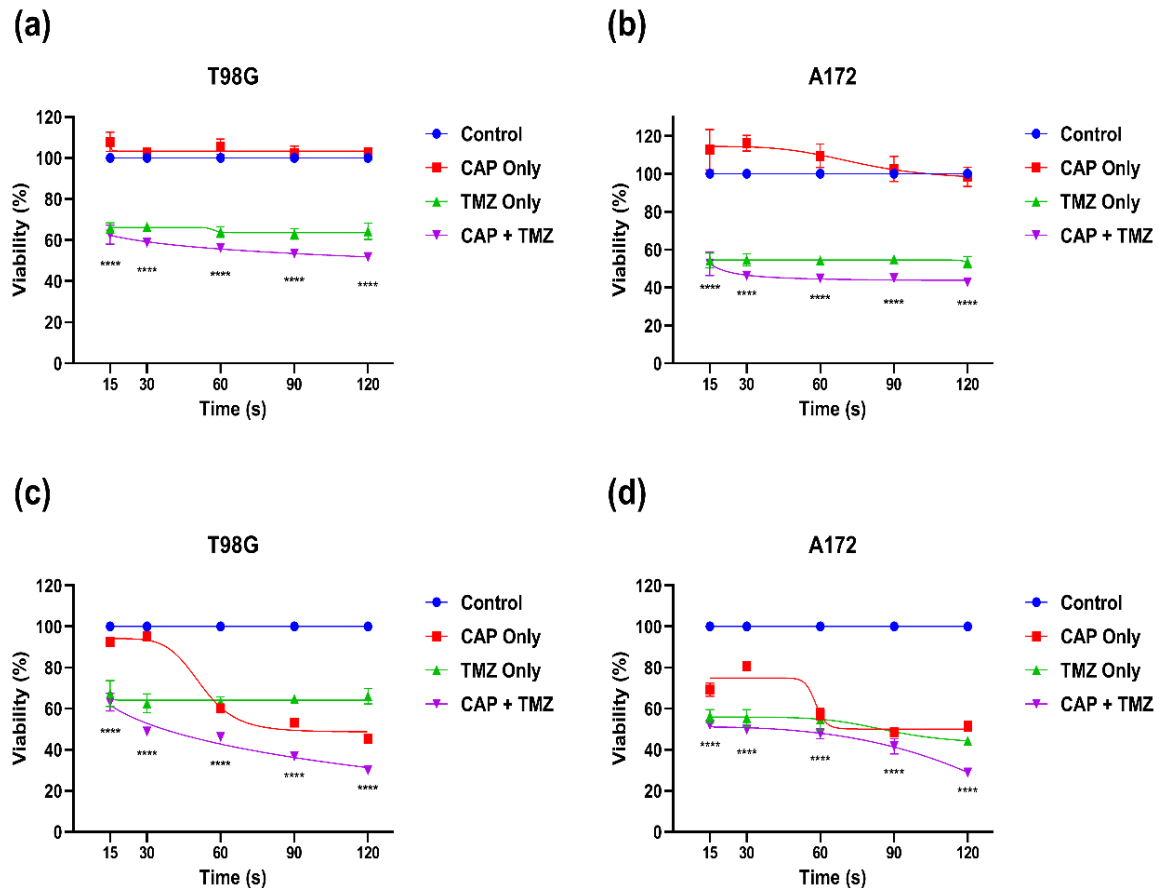 (a)
T98G
Viability (%)
120
100
80
60
40
20
0
**** **** **** **** ****
15 30 60 90 120
Time (s)
Control
CAP Only
TMZ Only
CAP + TMZ
(b)
A172
Viability (%)
120
100
80
60
40
20
0
**** **** **** **** ****
15 30 60 90 120
Time (s)
Control
CAP Only
TMZ Only
CAP + TMZ
(c)
T98G
Viability (%)
120
100
80
60
40
20
0
**** **** **** **** ****
15 30 60 90 120
Time (s)
Control
CAP Only
TMZ Only
CAP + TMZ
(d)
A172
Viability (%)
120
100
80
60
40
20
0
**** **** **** **** ****
15 30 60 90 120
Time (s)
Control
CAP Only
TMZ Only
CAP + TMZ